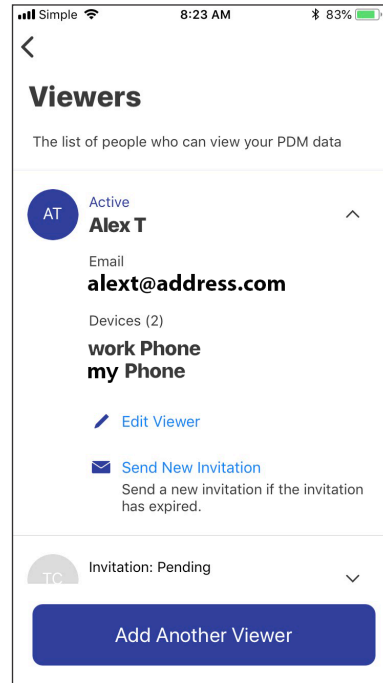 Simple 8:23 AM 83%
Viewers
The list of people who can view your PDM data
AT
Active
Alex T
Email
alext@address.com
Devices (2)
work Phone
my Phone
Edit Viewer
Send New Invitation
Send a new invitation if the invitation
has expired.
TC
Invitation: Pending
Add Another Viewer